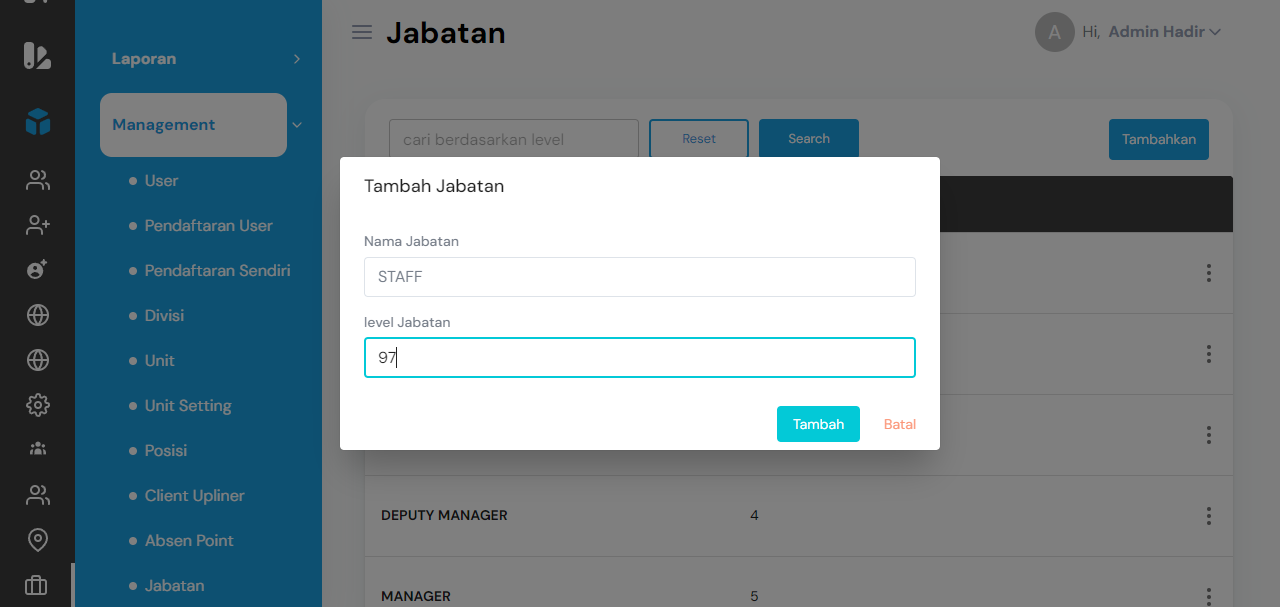 Jabatan
A Hi, Admin Hadir
Laporan
Management
User
Pendaftaran User
Pendaftaran Sendiri
Divisi
Unit
Unit Setting
Posisi
Client Upliner
Absen Point
Jabatan
cari berdasarkan level
Reset
Search
Tambahkan
Tambah Jabatan
Nama Jabatan
STAFF
level Jabatan
97
Tambah
Batal
DEPUTY MANAGER 4
MANAGER 5